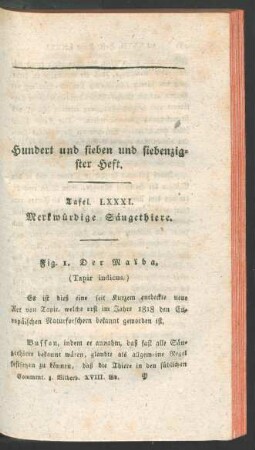 Hundert und sieben und siebenzig-
ster Heft.
Tafel LXXXI.
Merkwürdige Säugethiere.
Fig. 1. Der Maiba.
(Tapir indicus.)
Es ist dieß eine seit Kurzem entdeckte neue
Art von Tapir, welche erst im Jahre 1818 den Eu-
ropäischen Naturforschern bekannt geworden ist.
Buffon, indem er annahm, daß fast alle Säu-
gethiere bekannt wären, glaubte als allgemeine Regel
festsetzen zu können, daß die Thiere in den südlichen
Comment. z. Bilderb. XVIII. Bd.